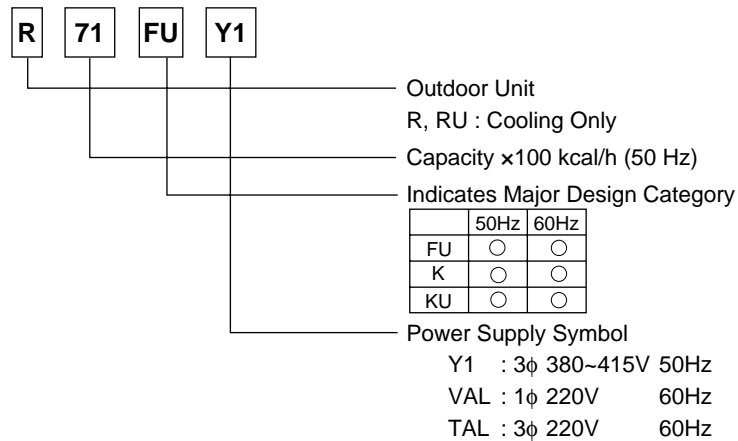 R 71 FU Y1
Outdoor Unit
R, RU : Cooling Only
Capacity ×100 kcal/h (50 Hz)
Indicates Major Design Category
50Hz 60Hz
FU ○ ○
K ○ ○
KU ○ ○
Power Supply Symbol
Y1 : 3ϕ 380~415V 50Hz
VAL : 1ϕ 220V 60Hz
TAL : 3ϕ 220V 60Hz